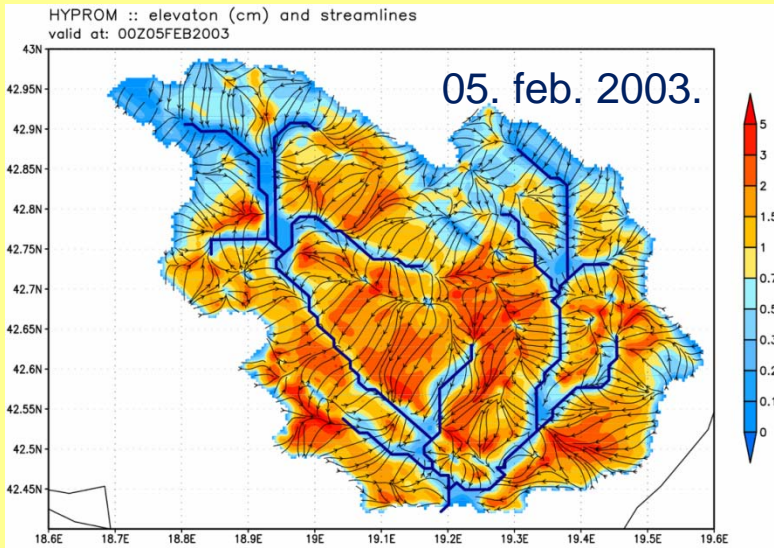 HYPROM :: elevaton (cm) and streamlines
valid at: 00Z05FEB2003
05. feb. 2003.
43N
42.95N
42.9N
42.85N
42.8N
42.75N
42.7N
42.65N
42.6N
42.55N
42.5N
42.45N
18.6E 18.7E 18.8E 18.9E 19E 19.1E 19.2E 19.3E 19.4E 19.5E 19.6E
5
3
2
1.5
1
0.7
0.5
0.3
0.2
0.1
0